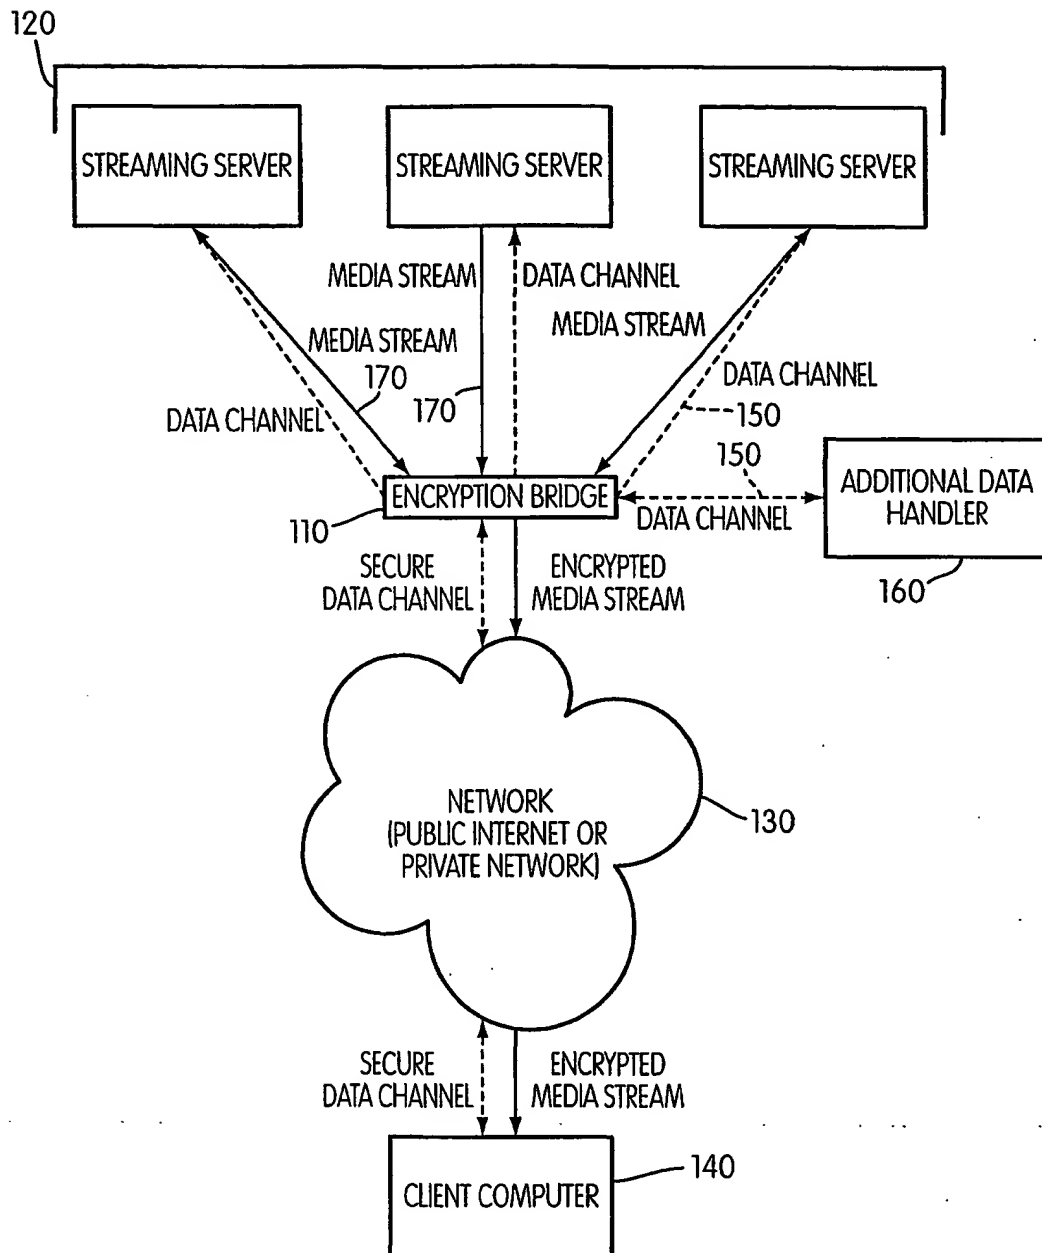 120
STREAMING SERVER
STREAMING SERVER
STREAMING SERVER
MEDIA STREAM
DATA CHANNEL
MEDIA STREAM
MEDIA STREAM
170
DATA CHANNEL
170
DATA CHANNEL
150
150
ENCRYPTION BRIDGE
110
DATA CHANNEL
ADDITIONAL DATA
HANDLER
160
SECURE
DATA CHANNEL
ENCRYPTED
MEDIA STREAM
NETWORK
(PUBLIC INTERNET OR
PRIVATE NETWORK)
130
SECURE
DATA CHANNEL
ENCRYPTED
MEDIA STREAM
CLIENT COMPUTER
140